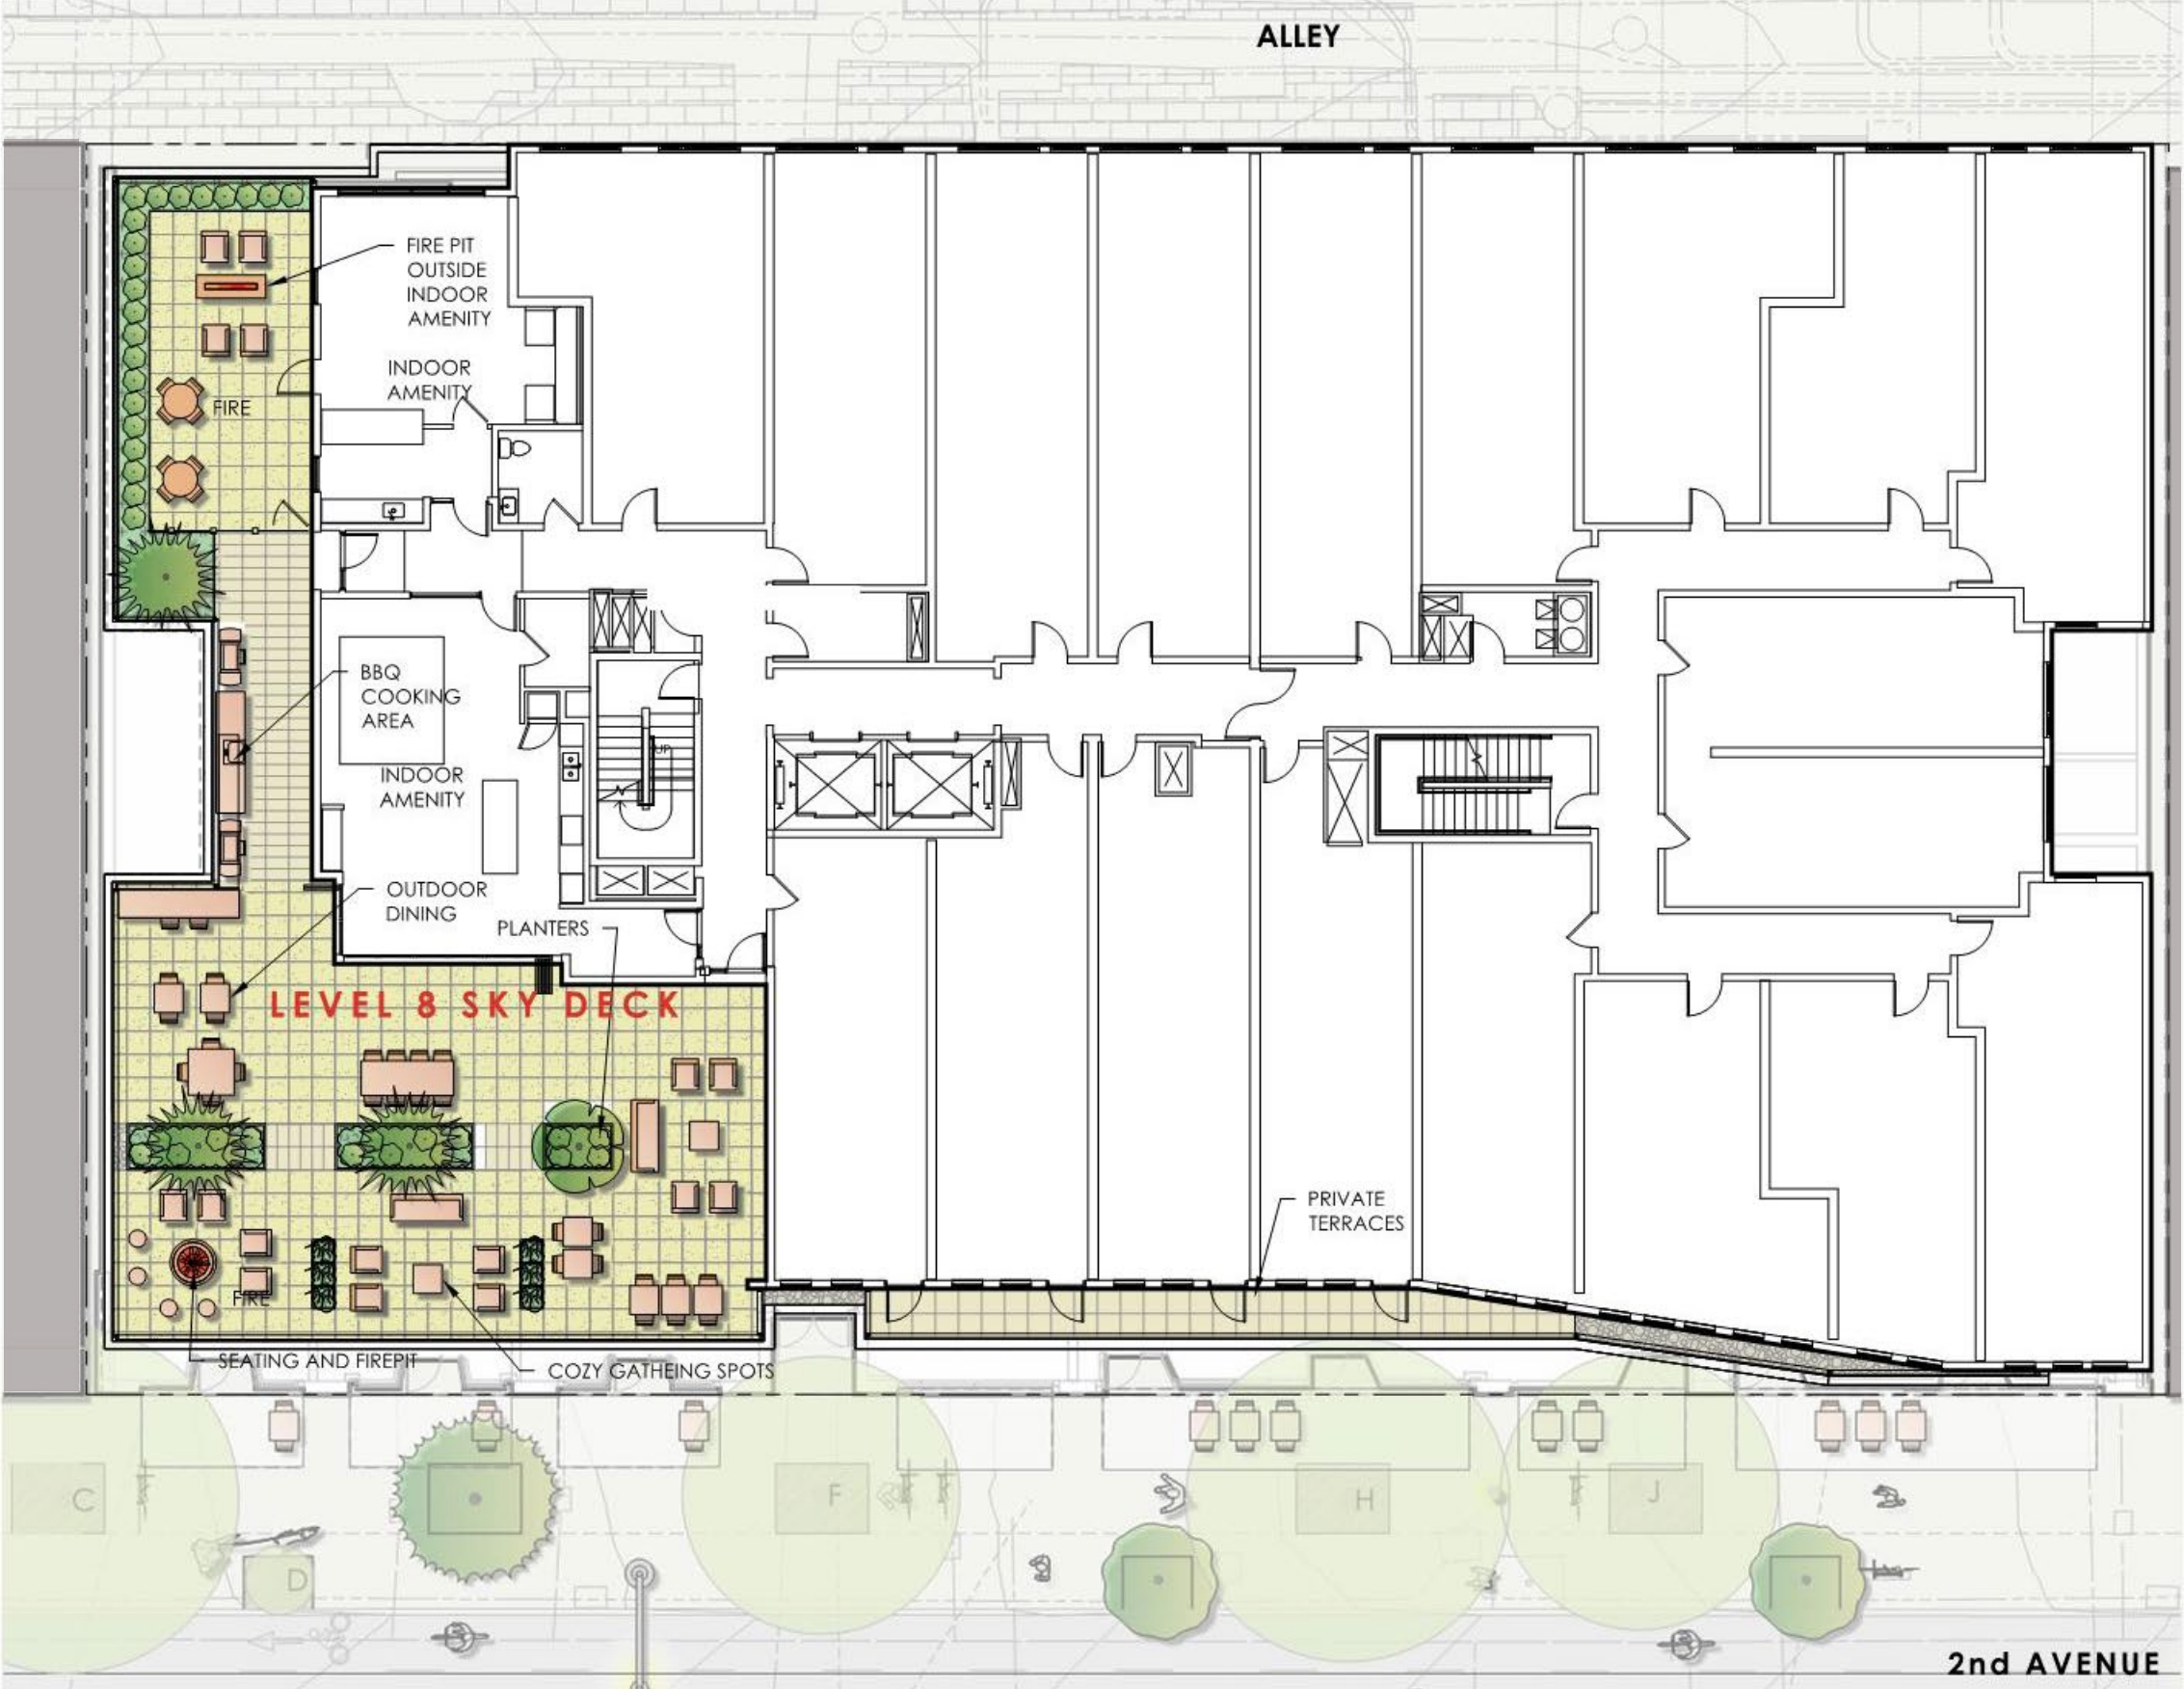 ALLEY
FIRE PIT
OUTSIDE
INDOOR
AMENITY
INDOOR
AMENITY
FIRE
BBQ
COOKING
AREA
UP
INDOOR
AMENITY
OUTDOOR
DINING
PLANTERS
LEVEL 8 SKY DECK
PRIVATE
TERRACES
FIRE
SEATING AND FIREPIT
COZY GATHEING SPOTS
C
F
H
J
D
2nd AVENUE